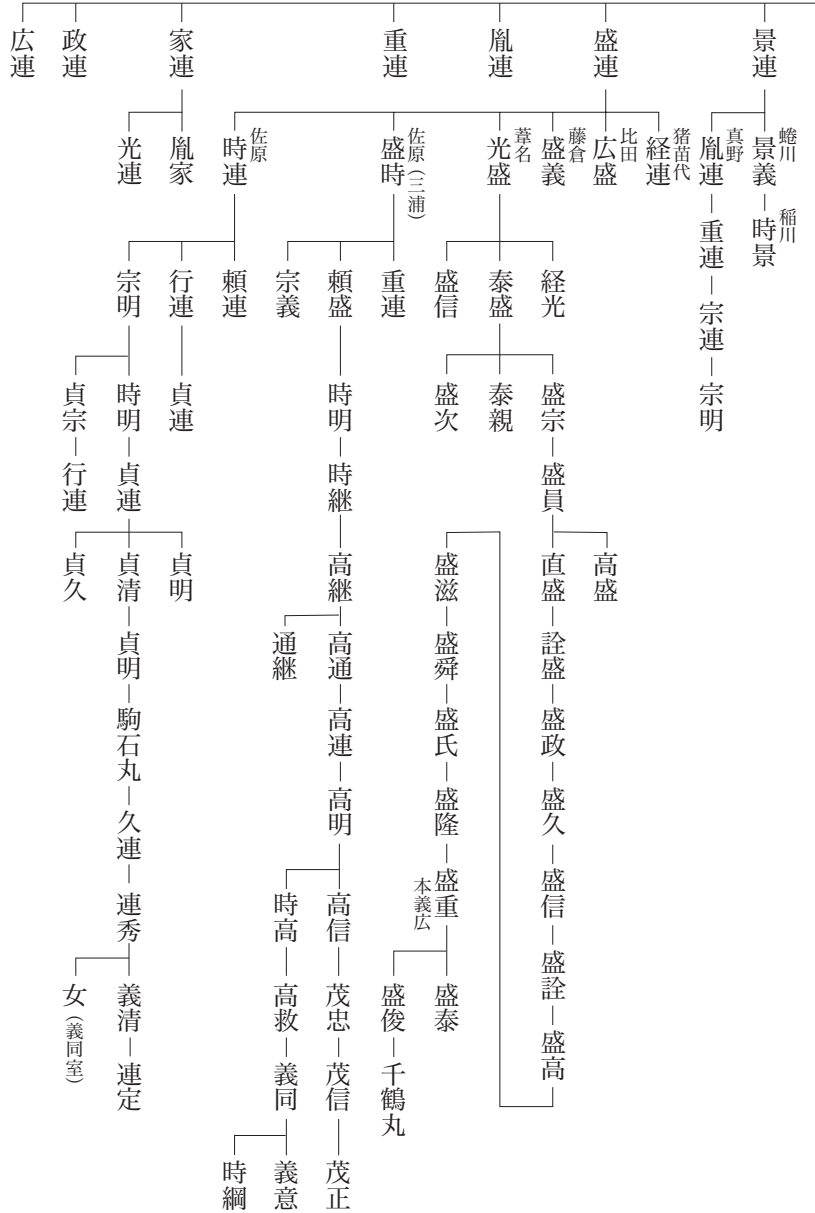 景連
盛連
胤連
重連
家連
政連
広連
蜷川
景義
稲川
時景
真野
胤連
重連
宗連
宗明
猪苗代
経連
比田
広盛
藤倉
盛義
葦名
光盛
佐原(三浦)
盛時
佐原
時連
胤家
光連
経光
泰盛
盛信
重連
頼盛
宗義
頼連
行連
宗明
盛宗
盛員
泰親
盛次
時明
時継
貞連
時明
貞連
貞宗
行連
高盛
直盛
詮盛
盛政
盛久
盛信
盛詮
盛高
盛滋
盛舜
盛氏
盛隆
盛重
本義広
盛泰
盛俊
千鶴丸
高継
高通
高連
高明
通継
高信
茂忠
茂信
茂正
時高
高救
義同
義意
時綱
貞明
貞清
貞明
駒石丸
久連
連秀
貞久
義清
連定
女(義同室)